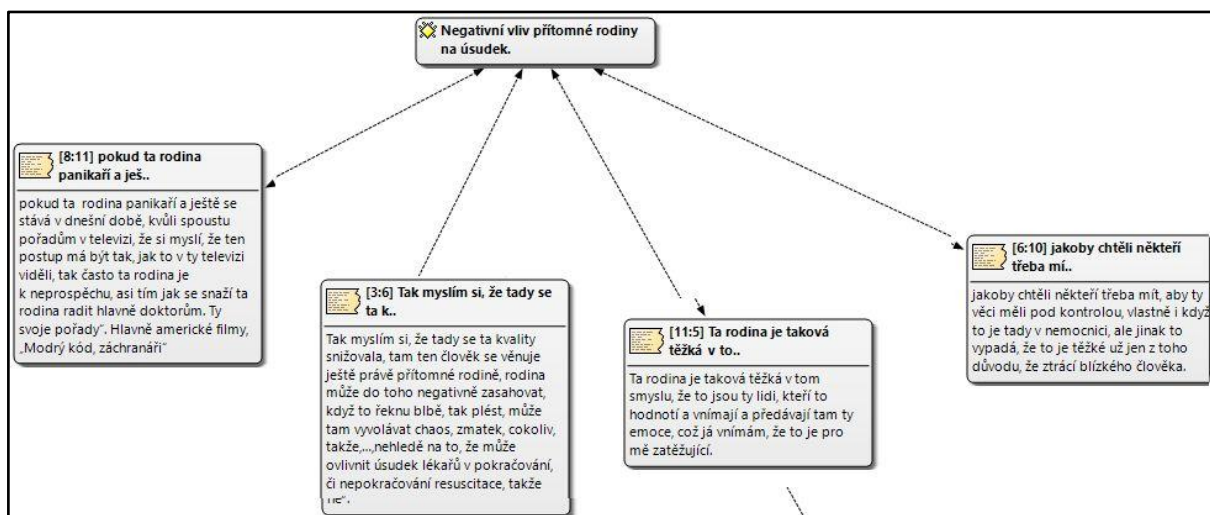 Negativní vliv přítomné rodiny
na úsudek.
[8:11] pokud ta rodina
panikaří a ješ..
pokud ta rodina panikaří a ještě se
stává v dnešní době, kvůli spoustu
pořadům v televizi, že si myslí, že ten
postup má být tak, jak to v ty televizi
viděli, tak často ta rodina je
k neprospěchu, asi tím jak se snaží ta
rodina radit hlavně doktorům. Ty
svoje pořady“. Hlavně americké filmy,
„Modrý kód, záchranáři“
[3:6] Tak myslím si, že tady se
ta k..
Tak myslím si, že tady se ta kvality
snižovala, tam ten člověk se věnuje
ještě právě přítomné rodině, rodina
může do toho negativně zasahovat,
když to řeknu blbě, tak plést, může
tam vyvolávat chaos, zmatek, cokoliv,
takže,...,nehledě na to, že může
ovlivnit úsudek lékařů v pokračování,
či nepokračování resuscitace, takže
[11:5] Ta rodina je taková
těžká v to..
Ta rodina je taková těžká v tom
smyslu, že to jsou ty lidi, kteří to
hodnotí a vnímají a předávají tam ty
emoce, což já vnímám, že to je pro
mě zatěžující.
[6:10] jakoby chtěli někteří
třeba mí..
jakoby chtěli někteří třeba mít, aby ty
věci měli pod kontrolou, vlastně i když
to je tady v nemocnici, ale jinak to
vypadá, že to je těžké už jen z toho
důvodu, že ztrácí blízkého člověka.